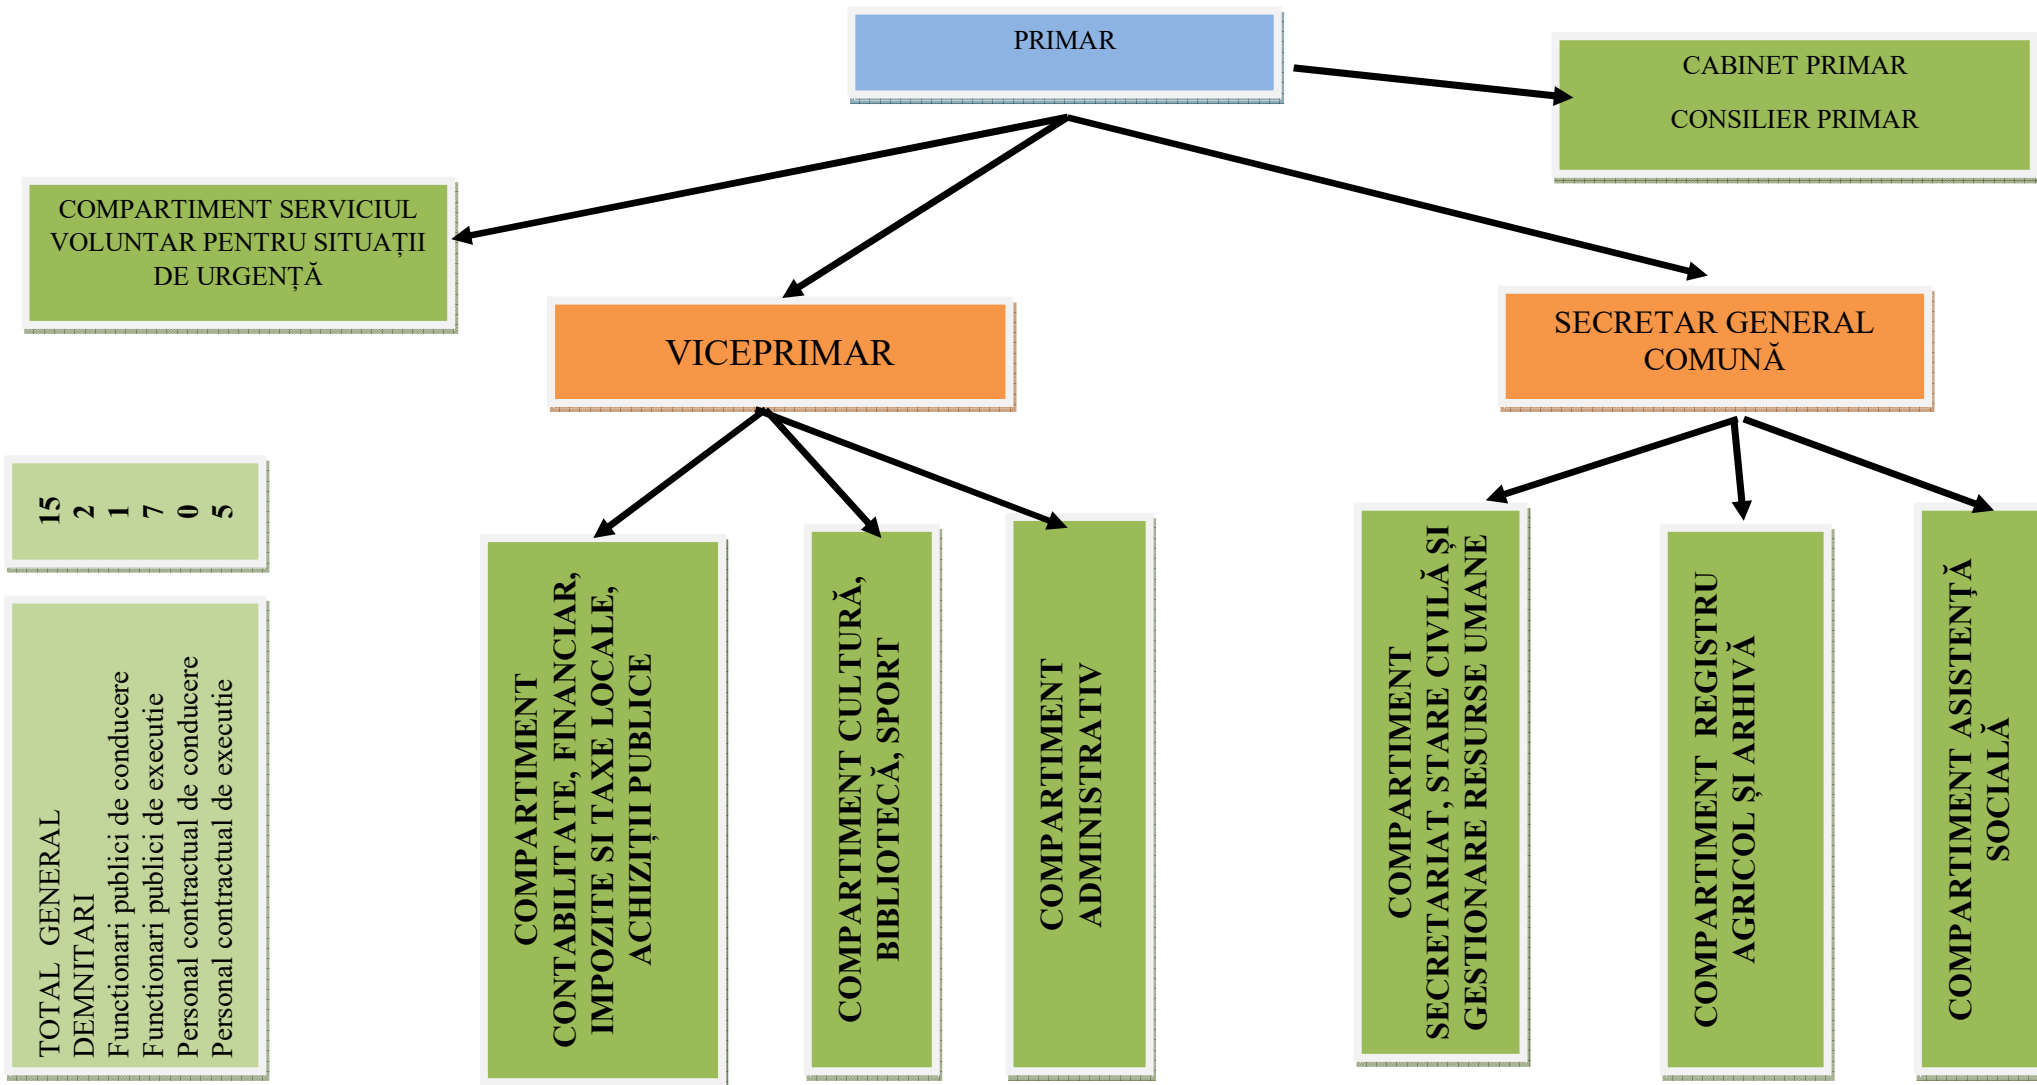 PRIMAR
CABINET PRIMAR
CONSILIER PRIMAR
COMPARTIMENT SERVICIUL
VOLUNTAR PENTRU SITUAȚII
DE URGENȚĂ
VICEPRIMAR
SECRETAR GENERAL
COMUNĂ
15
2
1
7
0
5
TOTAL GENERAL
DEMNITARI
Functionari publici de conducere
Functionari publici de executie
Personal contractual de conducere
Personal contractual de executie
COMPARTIMENT
CONTABILITATE, FINANCIAR,
IMPOZITE SI TAXE LOCALE,
ACHIZIȚII PUBLICE
COMPARTIMENT CULTURĂ,
BIBLIOTECĂ, SPORT
COMPARTIMENT
ADMINISTRATIV
COMPARTIMENT
SECRETARIAT, STARE CIVILĂ ȘI
GESTIONARE RESURSE UMANE
COMPARTIMENT REGISTRU
AGRICOL ȘI ARHIVĂ
COMPARTIMENT ASISTENȚĂ
SOCIALĂ